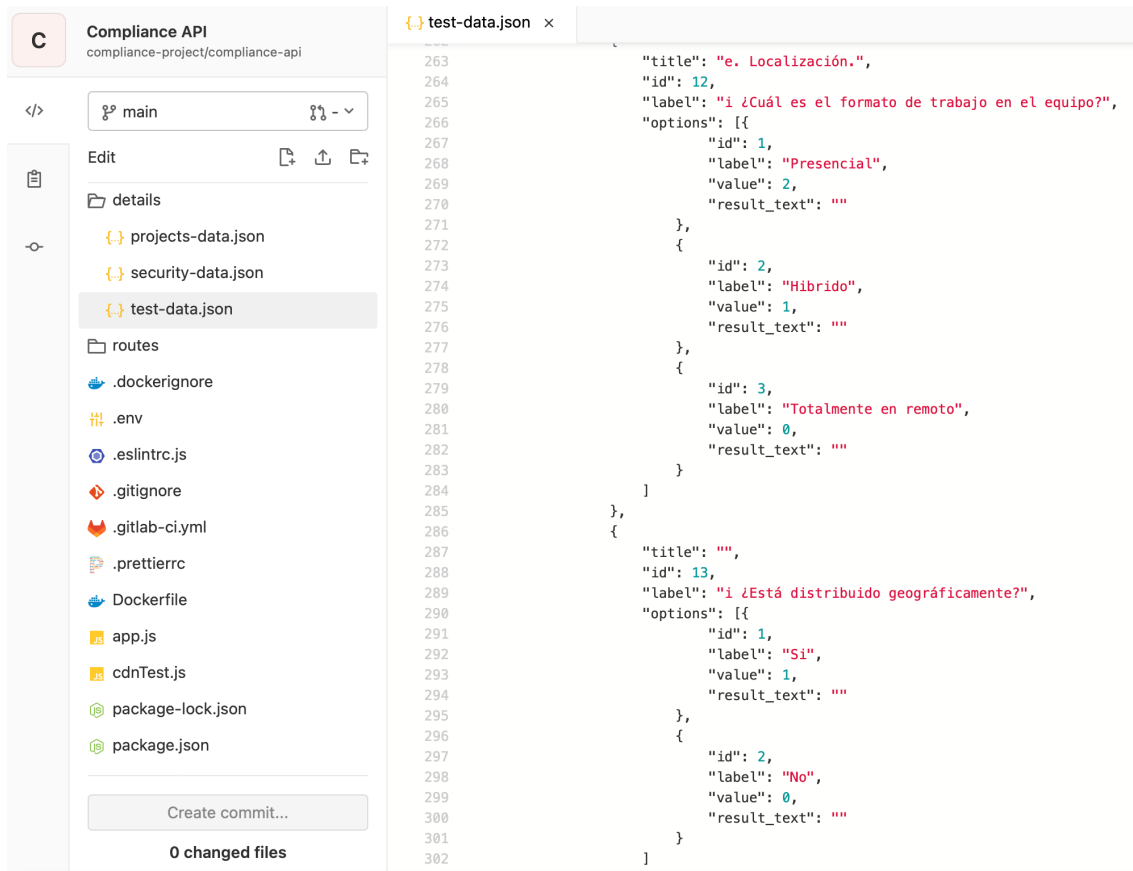 C
Compliance API
compliance-project/compliance-api
main
-
Edit
details
{..} projects-data.json
{..} security-data.json
{..} test-data.json
routes
.dockerignore
.env
.eslintrc.js
.gitignore
.gitlab-ci.yml
.prettierrc
Dockerfile
JS app.js
JS cdnTest.js
package-lock.json
package.json
Create commit...
0 changed files
{..} test-data.json ×
262 {
263 "title": "e. Localización.",
264 "id": 12,
265 "label": "i ¿Cuál es el formato de trabajo en el equipo?",
266 "options": [{
267 "id": 1,
268 "label": "Presencial",
269 "value": 2,
270 "result_text": ""
271 },
272 {
273 "id": 2,
274 "label": "Hibrido",
275 "value": 1,
276 "result_text": ""
277 },
278 {
279 "id": 3,
280 "label": "Totalmente en remoto",
281 "value": 0,
282 "result_text": ""
283 }
284 ]
285 },
286 {
287 "title": "",
288 "id": 13,
289 "label": "i ¿Está distribuido geográficamente?",
290 "options": [{
291 "id": 1,
292 "label": "Si",
293 "value": 1,
294 "result_text": ""
295 },
296 {
297 "id": 2,
298 "label": "No",
299 "value": 0,
300 "result_text": ""
301 }
302 ]